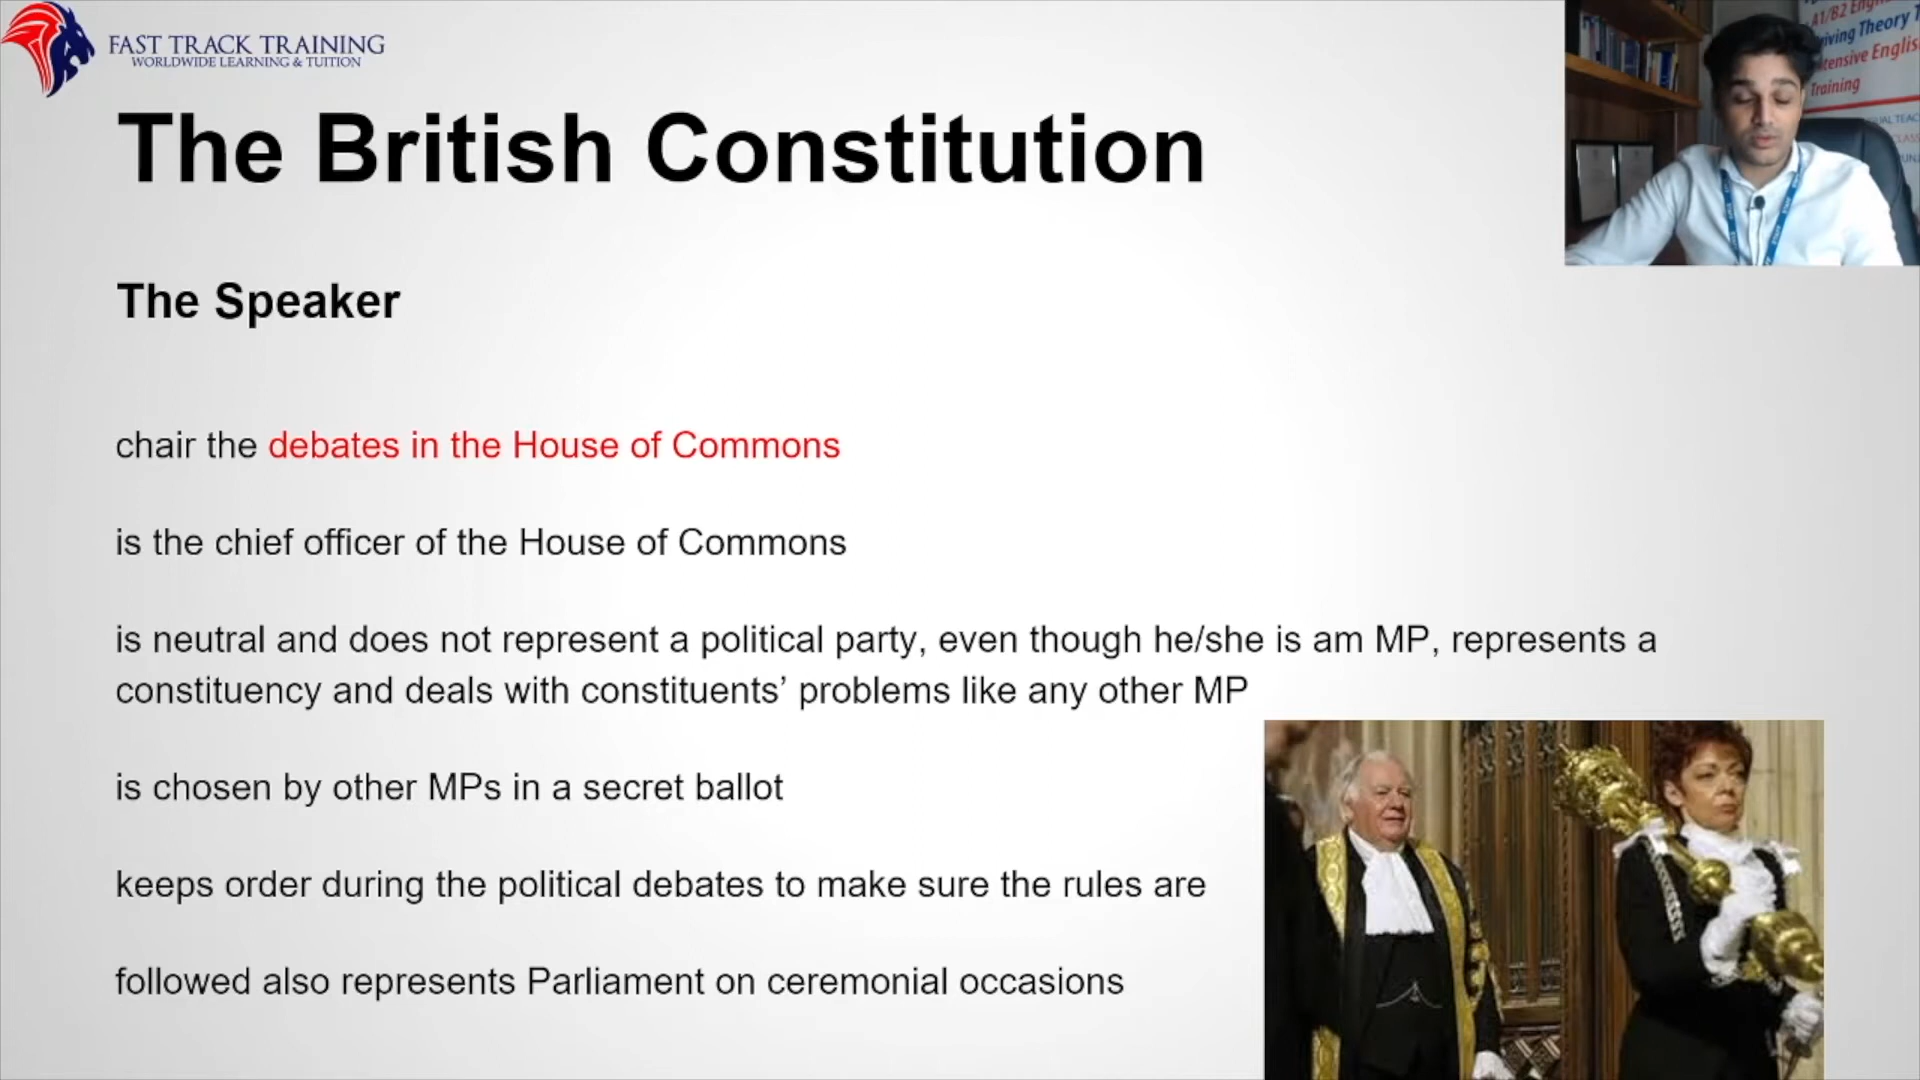 FAST TRACK TRAINING
WORLDWIDE LEARNING & TUITION
A1/B2
Theory
Training
The British Constitution
The Speaker
chair the debates in the House of Commons
is the chief officer of the House of Commons
is neutral and does not represent a political party, even though he/she is am MP, represents a
constituency and deals with constituents’ problems like any other MP
is chosen by other MPs in a secret ballot
keeps order during the political debates to make sure the rules are
followed also represents Parliament on ceremonial occasions